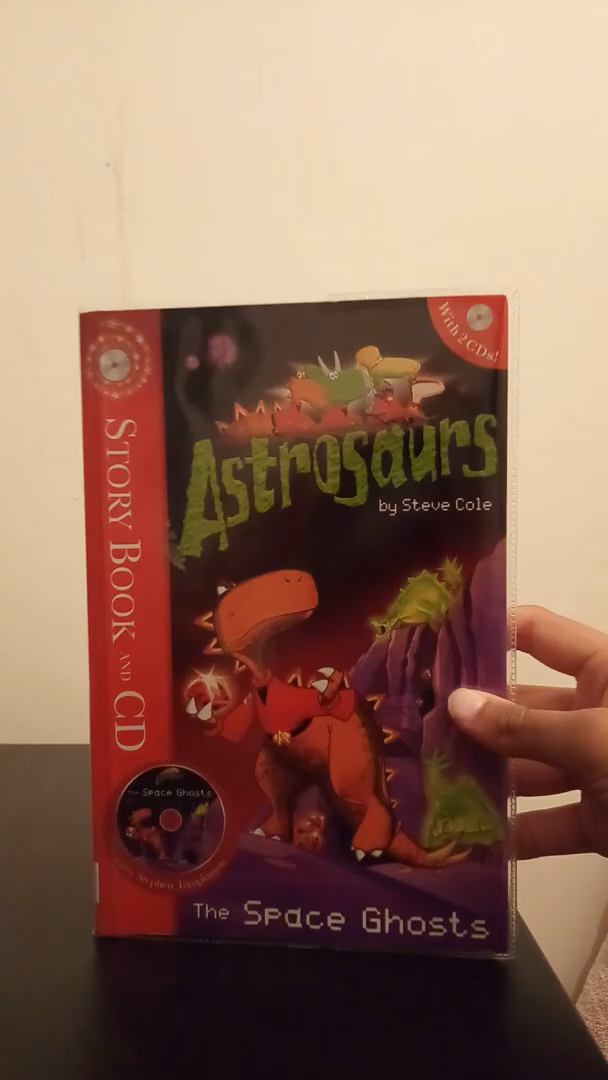 With 2 CDs!
Astrosaurs
by Steve Cole
STORY BOOK AND CD
The Space Ghosts
The Space Ghosts